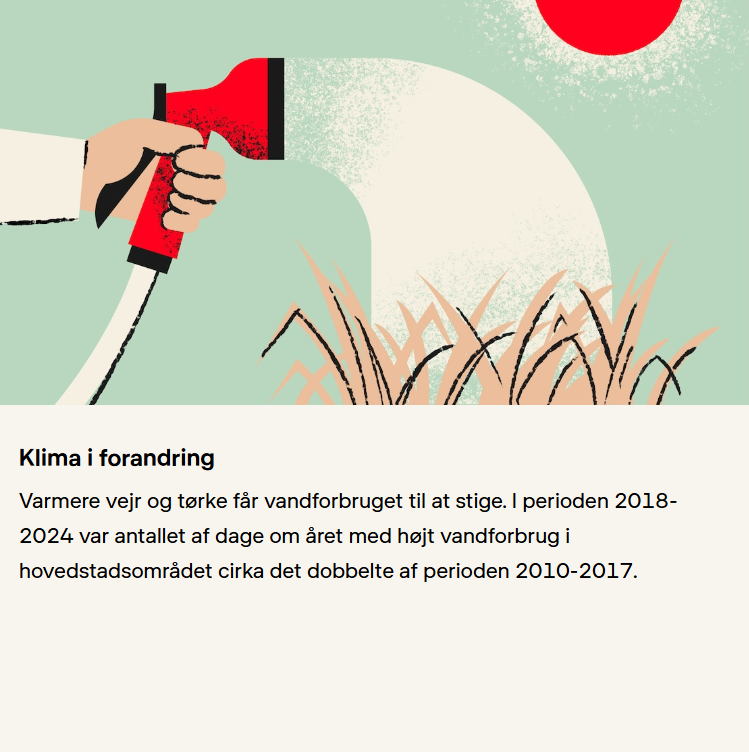 Klima i forandring
Varmere vejr og tørke får vandforbruget til at stige. I perioden 2018-
2024 var antallet af dage om året med højt vandforbrug i
hovedstadsområdet cirka det dobbelte af perioden 2010-2017.